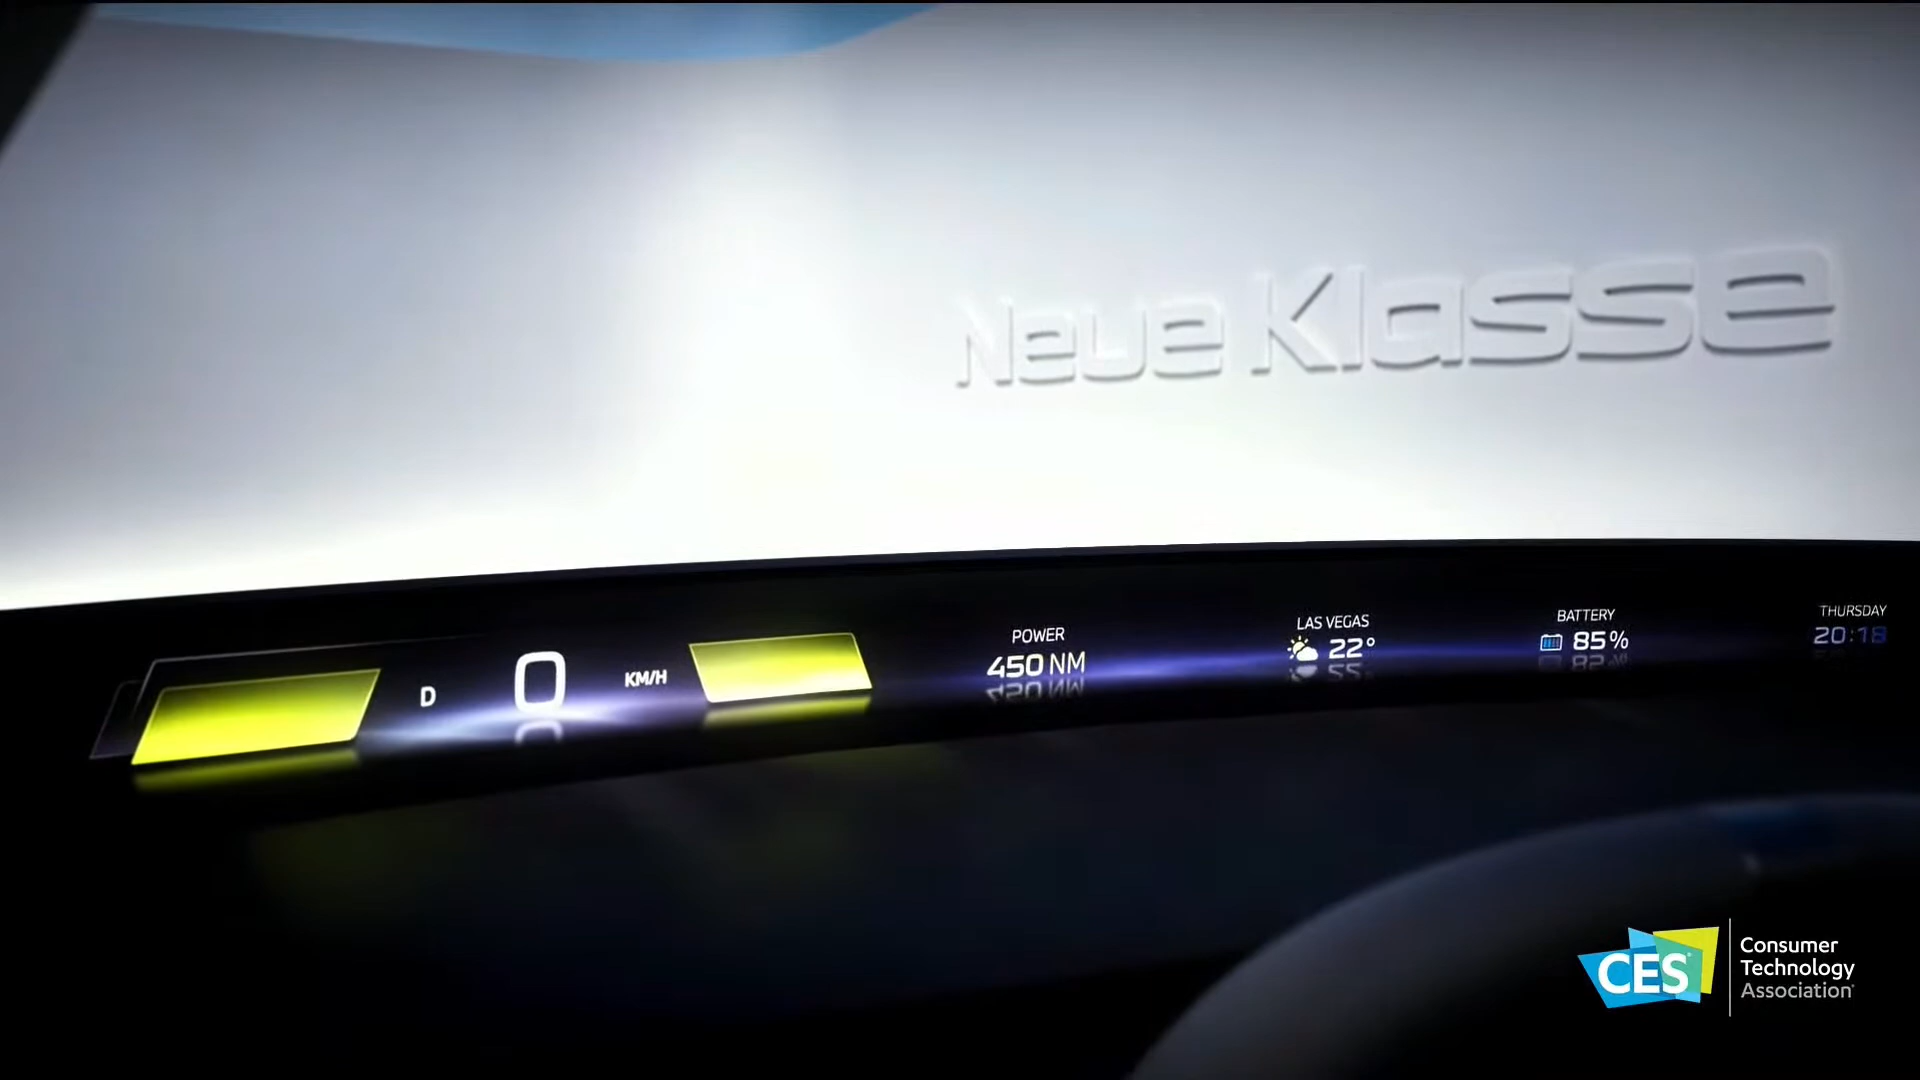 Neue Klasse
D 0 KM/H
POWER
450 NM
LAS VEGAS
22°
BATTERY
85%
THURSDAY
20:18
CES
Consumer
Technology
Association